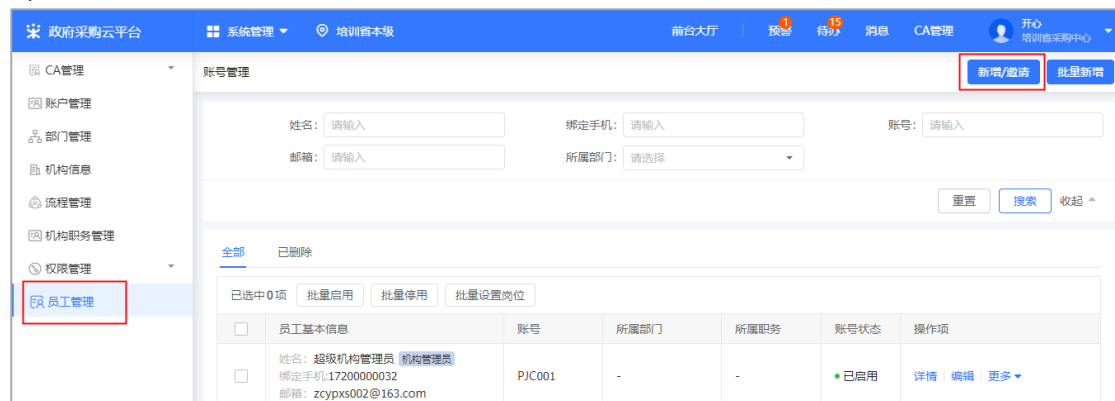 政府采购云平台 系统管理 培训省本级 前台大厅 预警 1 待办 15 消息 CA管理 开心
培训省采购中心
CA管理
账户管理
部门管理
机构信息
流程管理
机构职务管理
权限管理
员工管理
账号管理 新增/邀请 批量新增
姓名： 请输入 绑定手机： 请输入 账号： 请输入
邮箱： 请输入 所属部门： 请选择
重置 搜索 收起
全部 已删除
已选中0项 批量启用 批量停用 批量设置岗位
员工基本信息 账号 所属部门 所属职务 账号状态 操作项
姓名：超级机构管理员 机构管理员
绑定手机:17200000032 PJC001 - - 已启用 详情 编辑 更多
邮箱：zcypxs002@163.com